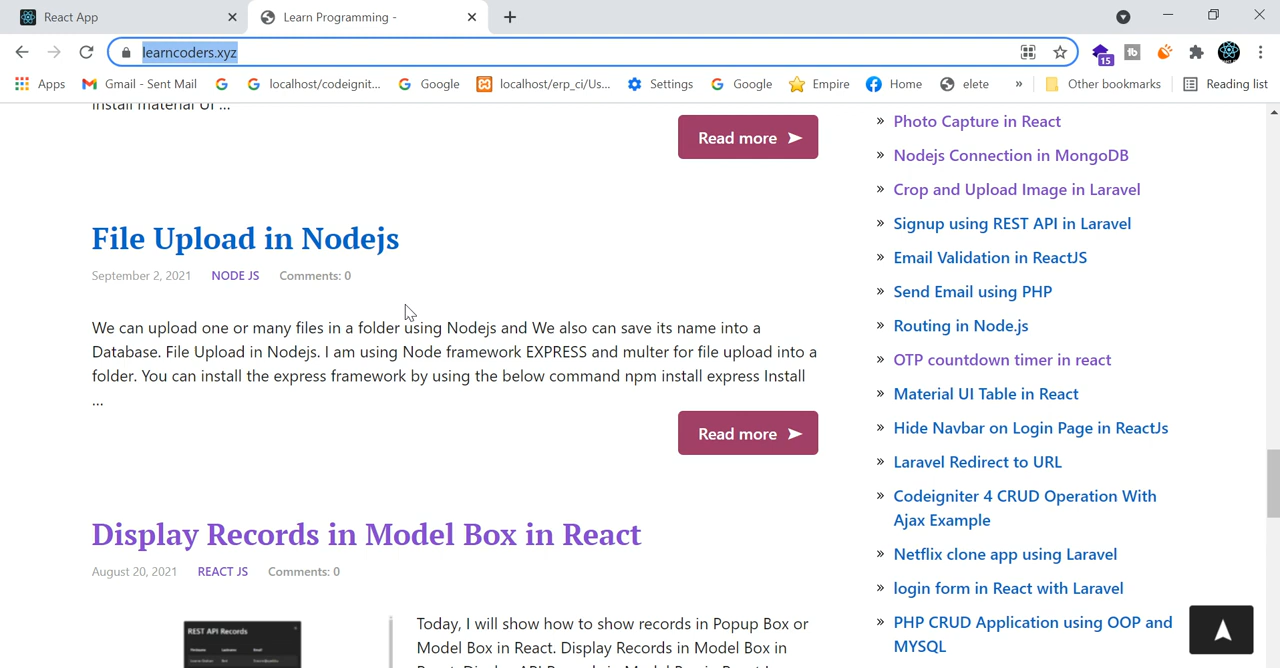 React App
Learn Programming -
learncoders.xyz
15
Apps
Gmail - Sent Mail
localhost/codeignit...
Google
localhost/erp_ci/Us...
Settings
Google
Empire
Home
elete
»
Other bookmarks
Reading list
install material UI ...
Read more
File Upload in Nodejs
September 2, 2021 NODE JS Comments: 0
We can upload one or many files in a folder using Nodejs and We also can save its name into a
Database. File Upload in Nodejs. I am using Node framework EXPRESS and multer for file upload into a
folder. You can install the express framework by using the below command npm install express Install
...
Read more
Display Records in Model Box in React
August 20, 2021 REACT JS Comments: 0
REST API Records
Today, I will show how to show records in Popup Box or
Model Box in React. Display Records in Model Box in
» Photo Capture in React
» Nodejs Connection in MongoDB
» Crop and Upload Image in Laravel
» Signup using REST API in Laravel
» Email Validation in ReactJS
» Send Email using PHP
» Routing in Node.js
» OTP countdown timer in react
» Material UI Table in React
» Hide Navbar on Login Page in ReactJs
» Laravel Redirect to URL
» Codeigniter 4 CRUD Operation With
Ajax Example
» Netflix clone app using Laravel
» login form in React with Laravel
» PHP CRUD Application using OOP and
MYSQL